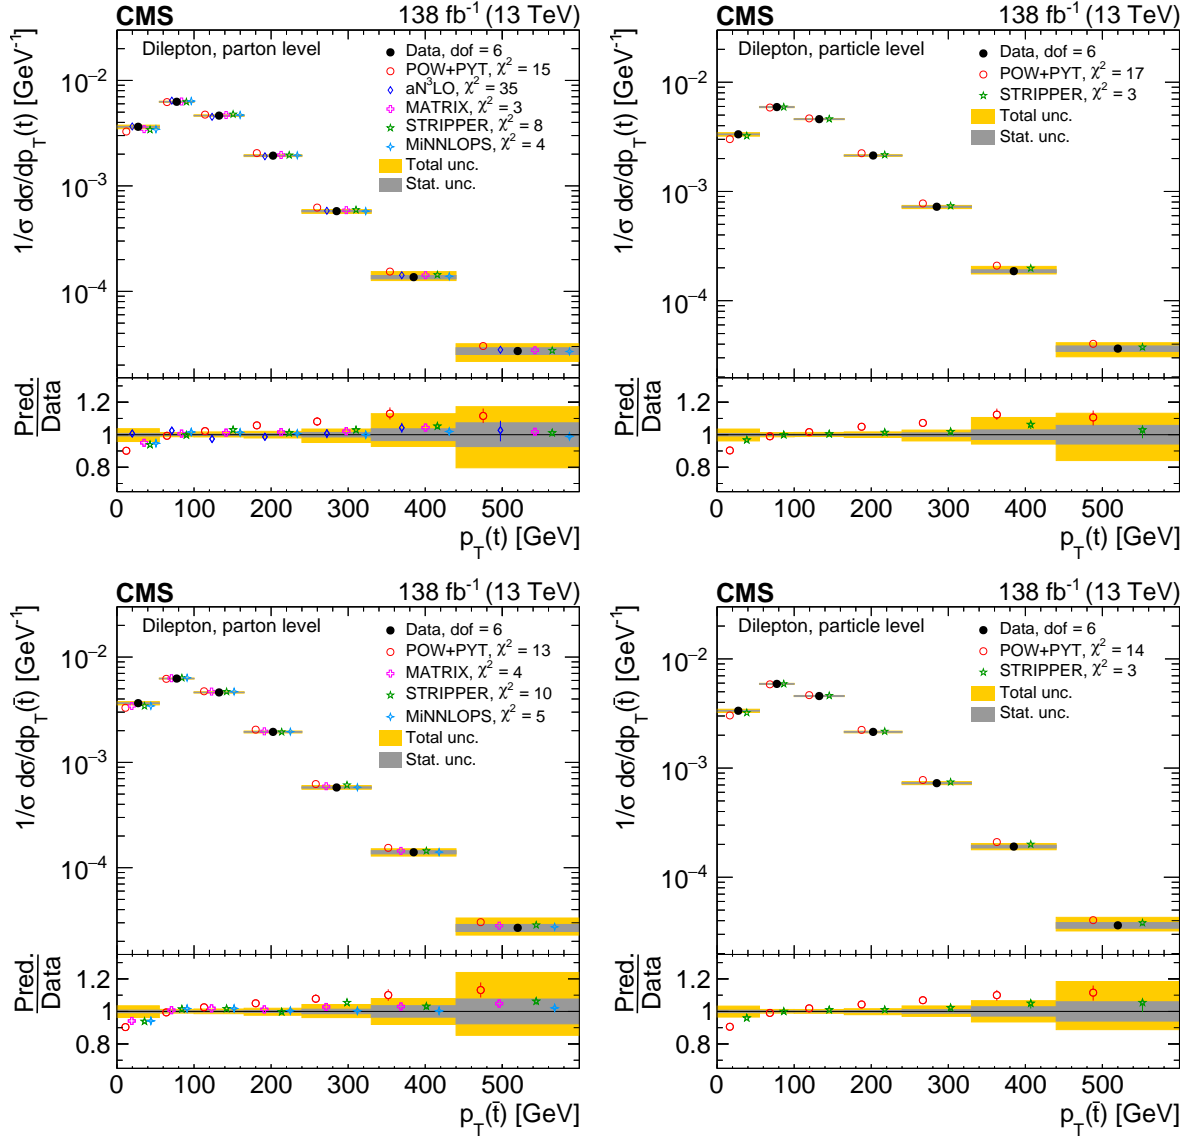 CMS 138 fb⁻¹ (13 TeV)
Dilepton, parton level
Data, dof = 6
POW+PYT, χ² = 15
aN³LO, χ² = 35
MATRIX, χ² = 3
STRIPPER, χ² = 8
MiNNLOPS, χ² = 4
Total unc.
Stat. unc.
1/σ dσ/dp_T(t) [GeV⁻¹]
10⁻²
10⁻³
10⁻⁴
Pred.
Data
1.2
1
0.8
0 100 200 300 400 500
p_T(t) [GeV]
CMS 138 fb⁻¹ (13 TeV)
Dilepton, particle level
Data, dof = 6
POW+PYT, χ² = 17
STRIPPER, χ² = 3
Total unc.
Stat. unc.
1/σ dσ/dp_T(t) [GeV⁻¹]
10⁻²
10⁻³
10⁻⁴
Pred.
Data
1.2
1
0.8
0 100 200 300 400 500
p_T(t) [GeV]
CMS 138 fb⁻¹ (13 TeV)
Dilepton, parton level
Data, dof = 6
POW+PYT, χ² = 13
MATRIX, χ² = 4
STRIPPER, χ² = 10
MiNNLOPS, χ² = 5
Total unc.
Stat. unc.
1/σ dσ/dp_T(t̄) [GeV⁻¹]
10⁻²
10⁻³
10⁻⁴
Pred.
Data
1.2
1
0.8
0 100 200 300 400 500
p_T(t̄) [GeV]
CMS 138 fb⁻¹ (13 TeV)
Dilepton, particle level
Data, dof = 6
POW+PYT, χ² = 14
STRIPPER, χ² = 3
Total unc.
Stat. unc.
1/σ dσ/dp_T(t̄) [GeV⁻¹]
10⁻²
10⁻³
10⁻⁴
Pred.
Data
1.2
1
0.8
0 100 200 300 400 500
p_T(t̄) [GeV]